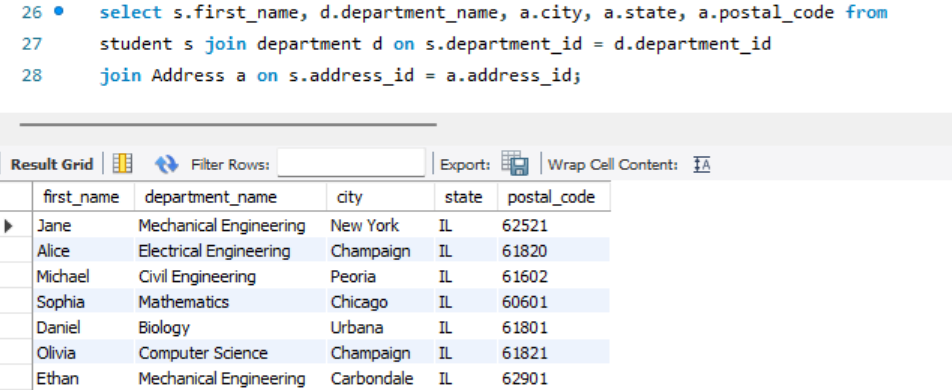 26 select s.first_name, d.department_name, a.city, a.state, a.postal_code from
27 student s join department d on s.department_id = d.department_id
28 join Address a on s.address_id = a.address_id;
Result Grid Filter Rows: Export: Wrap Cell Content: IA
first_name department_name city state postal_code
Jane Mechanical Engineering New York IL 62521
Alice Electrical Engineering Champaign IL 61820
Michael Civil Engineering Peoria IL 61602
Sophia Mathematics Chicago IL 60601
Daniel Biology Urbana IL 61801
Olivia Computer Science Champaign IL 61821
Ethan Mechanical Engineering Carbondale IL 62901